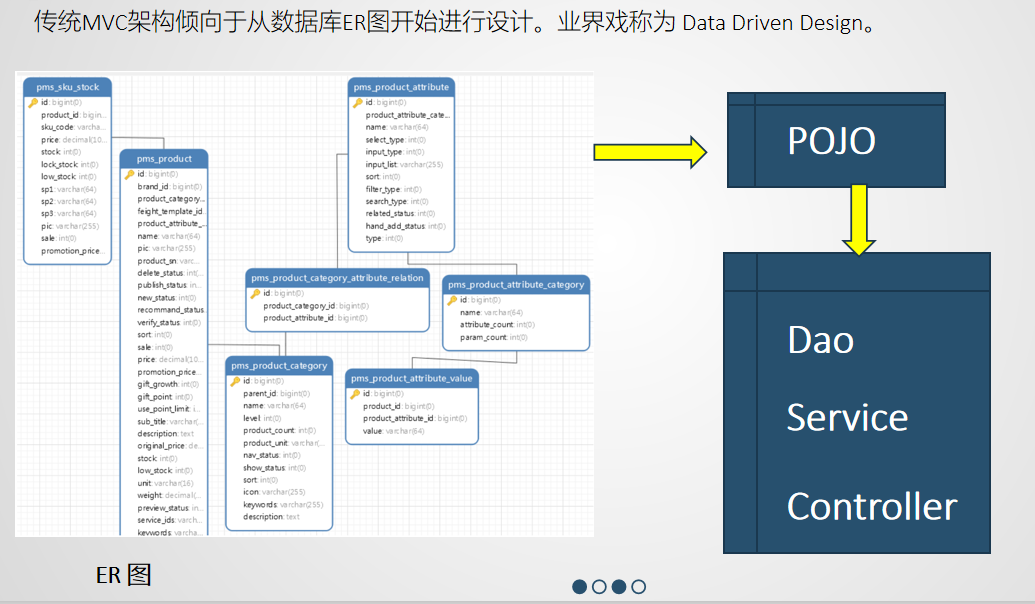 传统MVC架构倾向于从数据库ER图开始进行设计。业界戏称为 Data Driven Design。
pms_sku_stock
id: bigint(0)
product_id: bigin...
sku_code: varcha...
price: decimal(10...
stock: int(0)
lock_stock: int(0)
low_stock: int(0)
sp1: varchar(64)
sp2: varchar(64)
sp3: varchar(64)
pic: varchar(255)
sale: int(0)
promotion_price...
pms_product
id: bigint(0)
brand_id: bigint(0)
product_category...
feight_template_id...
product_attribute_...
name: varchar(64)
pic: varchar(255)
product_sn: varc...
delete_status: int(...
publish_status: in...
new_status: int(0)
recommand_status
verify_status: int(0)
sort: int(0)
sale: int(0)
price: decimal(10...
promotion_price...
gift_growth: int(0)
gift_point: int(0)
use_point_limit: i...
sub_title: varchar(...
description: text
original_price: de...
stock: int(0)
low_stock: int(0)
unit: varchar(16)
weight: decimal(...
preview_status: in...
service_ids: varch...
keywords: varcha...
pms_product_attribute
id: bigint(0)
product_attribute_cate...
name: varchar(64)
select_type: int(0)
input_type: int(0)
input_list: varchar(255)
sort: int(0)
filter_type: int(0)
search_type: int(0)
related_status: int(0)
hand_add_status: int(0)
type: int(0)
pms_product_category_attribute_relation
id: bigint(0)
product_category_id: bigint(0)
product_attribute_id: bigint(0)
pms_product_attribute_category
id: bigint(0)
name: varchar(64)
attribute_count: int(0)
param_count: int(0)
pms_product_category
id: bigint(0)
parent_id: bigint(0)
name: varchar(64)
level: int(0)
product_count: int(0)
product_unit: varchar(...
nav_status: int(0)
show_status: int(0)
sort: int(0)
icon: varchar(255)
keywords: varchar(255)
description: text
pms_product_attribute_value
id: bigint(0)
product_id: bigint(0)
product_attribute_id: bigint(0)
value: varchar(64)
POJO
Dao
Service
Controller
ER 图